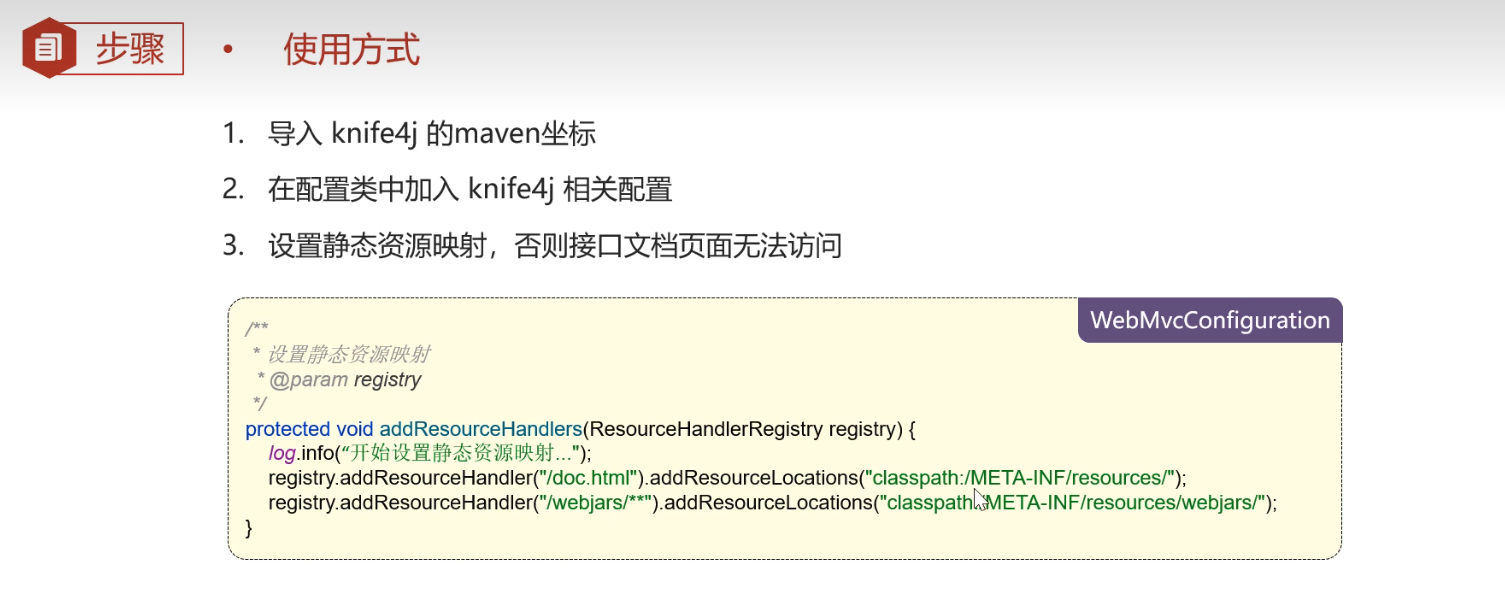 步骤
• 使用方式
1. 导入 knife4j 的maven坐标
2. 在配置类中加入 knife4j 相关配置
3. 设置静态资源映射，否则接口文档页面无法访问
WebMvcConfiguration
/**
* 设置静态资源映射
* @param registry
*/
protected void addResourceHandlers(ResourceHandlerRegistry registry) {
log.info(“开始设置静态资源映射...");
registry.addResourceHandler("/doc.html").addResourceLocations("classpath:/META-INF/resources/");
registry.addResourceHandler("/webjars/**").addResourceLocations("classpath:/META-INF/resources/webjars/");
}